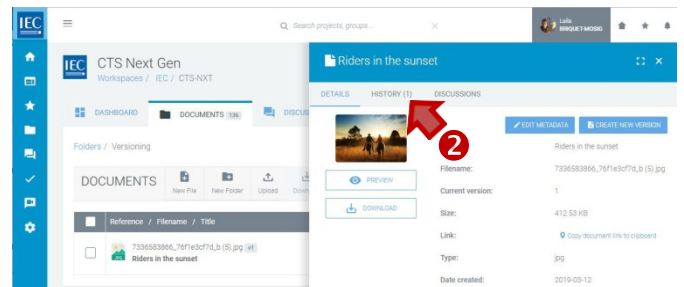 IEC
Search projects, groups ...
Laila
BRIQUET-MOSIG
IEC
CTS Next Gen
Workspaces / IEC / CTS-NXT
DASHBOARD
DOCUMENTS 136
DISCUS
Folders / Versioning
DOCUMENTS
New File
New Folder
Upload
Down
Reference / Filename / Title
7336583866_76f1e3cf7d_b (5).jpg v1
Riders in the sunset
Riders in the sunset
DETAILS
HISTORY (1)
DISCUSSIONS
2
EDIT METADATA
CREATE NEW VERSION
PREVIEW
DOWNLOAD
Riders in the sunset
Filename: 7336583866_76f1e3cf7d_b (5).jpg
Current version: 1
Size: 412.53 KB
Link: Copy document link to clipboard
Type: jpg
Date created: 2019-03-12